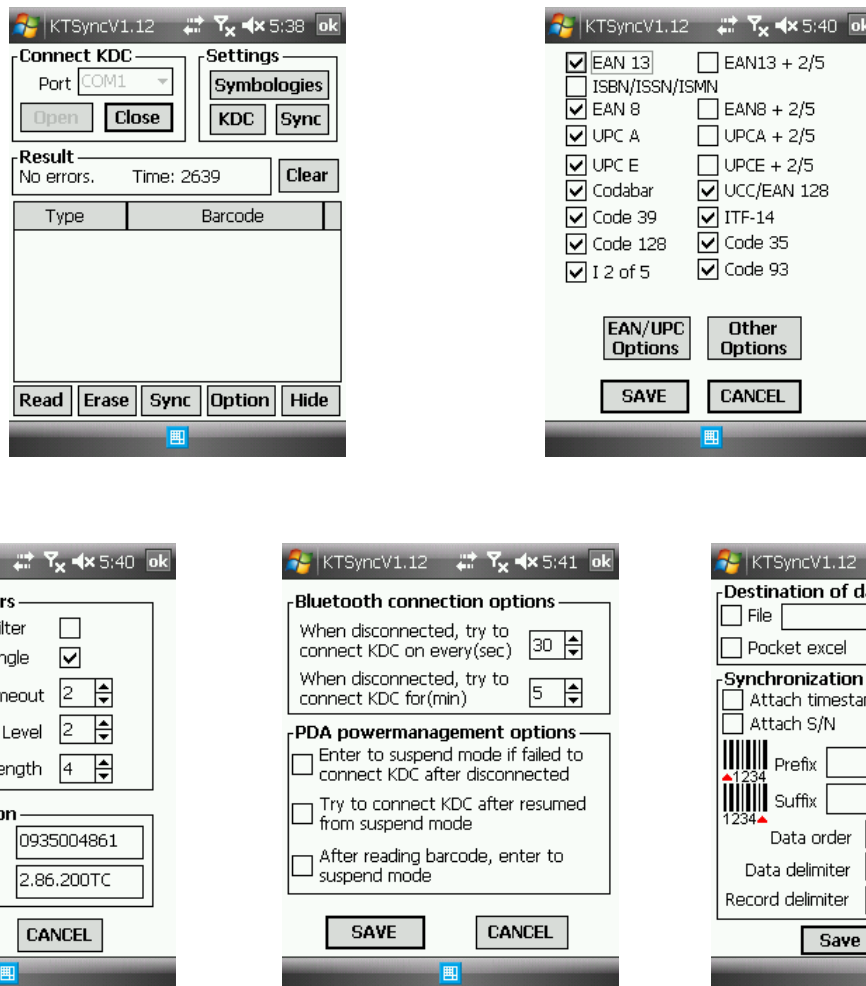 KTSyncV1.12 5:38 ok
Connect KDC
Port COM1
Open Close
Settings
Symbologies
KDC Sync
Result
No errors. Time: 2639
Clear
Type Barcode
Read Erase Sync Option Hide
KTSyncV1.12 5:40 ok
EAN 13 EAN13 + 2/5
ISBN/ISSN/ISMN
EAN 8 EAN8 + 2/5
UPC A UPCA + 2/5
UPC E UPCE + 2/5
Codabar UCC/EAN 128
Code 39 ITF-14
Code 128 Code 35
I 2 of 5 Code 93
EAN/UPC Options
Other Options
SAVE CANCEL
5:40 ok
rs
ilter
ngle
neout 2
Level 2
ength 4
on
0935004861
2.86.200TC
CANCEL
KTSyncV1.12 5:41 ok
Bluetooth connection options
When disconnected, try to
connect KDC on every(sec) 30
When disconnected, try to
connect KDC for(min) 5
PDA powermanagement options
Enter to suspend mode if failed to
connect KDC after disconnected
Try to connect KDC after resumed
from suspend mode
After reading barcode, enter to
suspend mode
SAVE CANCEL
KTSyncV1.12
Destination of da
File
Pocket excel
Synchronization
Attach timestar
Attach S/N
1234 Prefix
1234 Suffix
Data order
Data delimiter
Record delimiter
Save